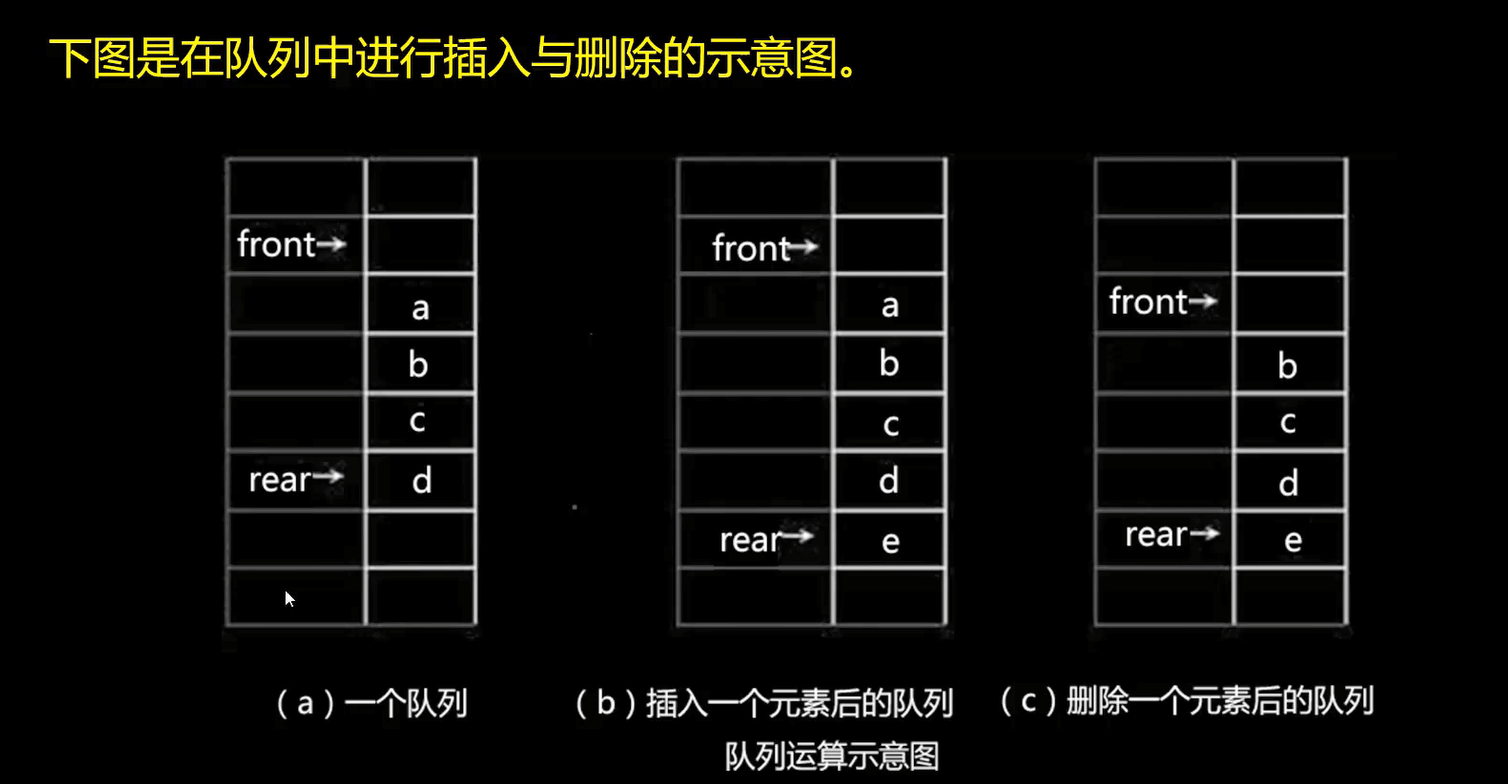 下图是在队列中进行插入与删除的示意图。
front→ front→
front→
a a
b b b
c c c
rear→ d d d
rear→ e rear→ e
（a）一个队列 （b）插入一个元素后的队列 （c）删除一个元素后的队列
队列运算示意图